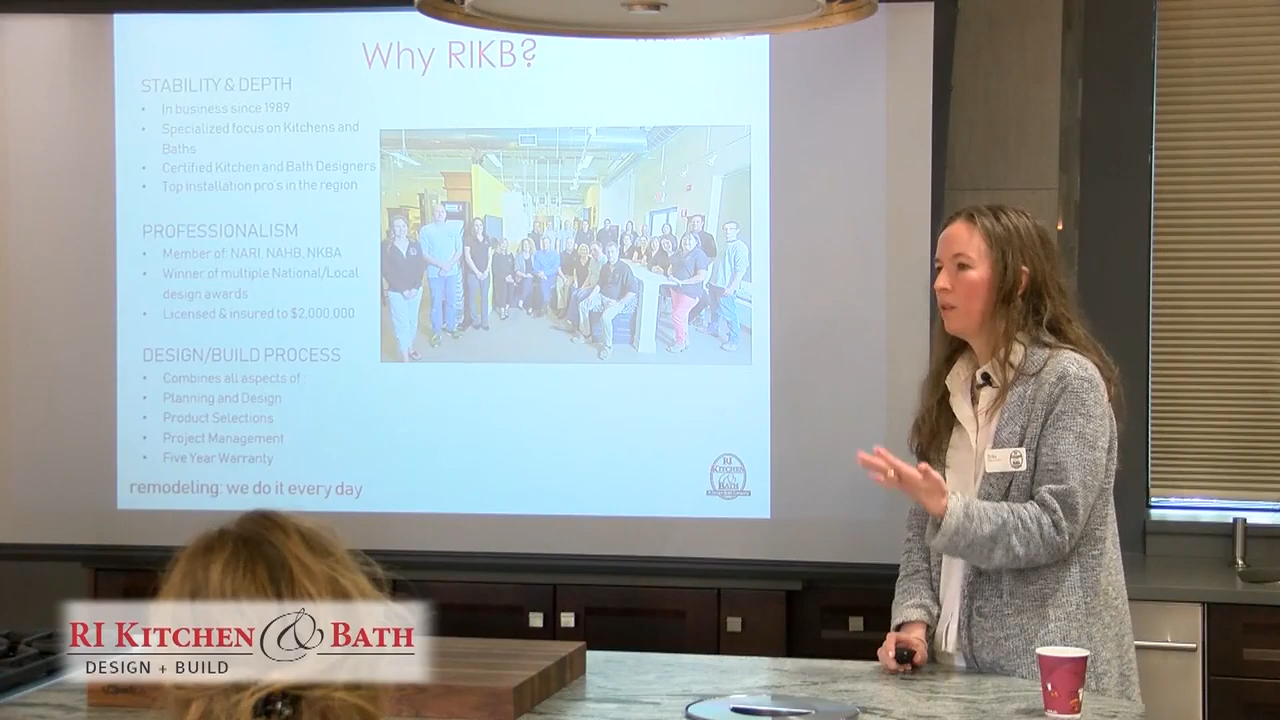 Why RIKB?
STABILITY & DEPTH
• In business since 1989
• Specialized focus on Kitchens and
Baths
• Certified Kitchen and Bath Designers
• Top installation pro's in the region
PROFESSIONALISM
• Member of: NARI, NAHB, NKBA
• Winner of multiple National/Local
design awards
• Licensed & insured to $2,000,000
DESIGN/BUILD PROCESS
• Combines all aspects of:
• Planning and Design
• Product Selections
• Project Management
• Five Year Warranty
remodeling: we do it every day
RI
KITCHEN
& BATH
RI KITCHEN & BATH
DESIGN + BUILD